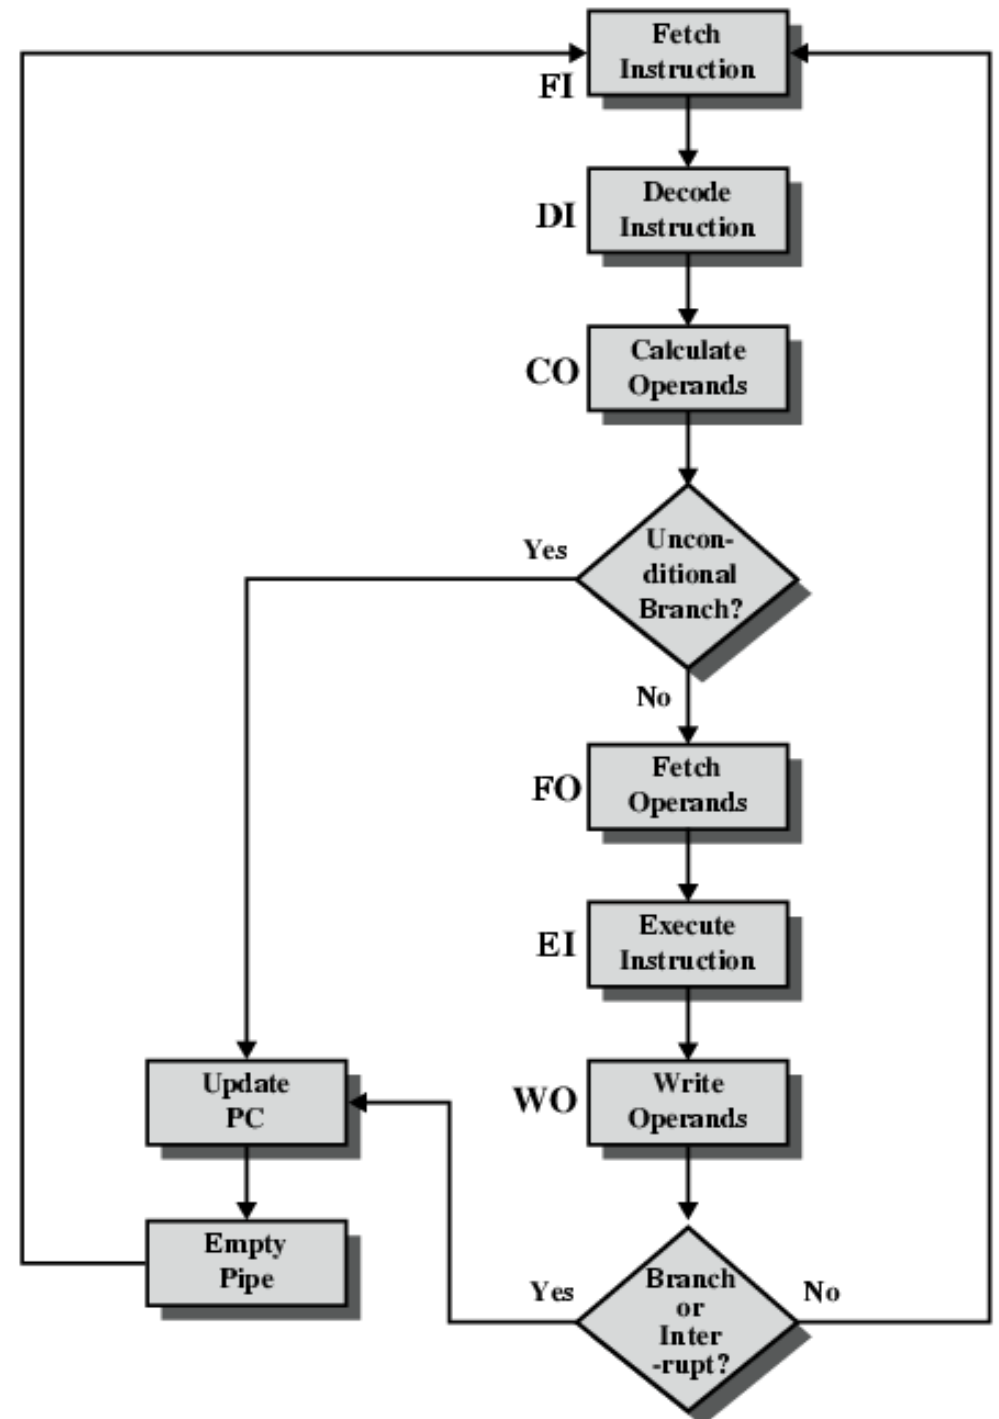 Fetch
Instruction
FI
Decode
Instruction
DI
Calculate
Operands
CO
Uncon-
ditional
Branch?
Yes
No
Fetch
Operands
FO
Execute
Instruction
EI
Update
PC
Write
Operands
WO
Empty
Pipe
Branch
or
Inter
-rupt?
Yes
No